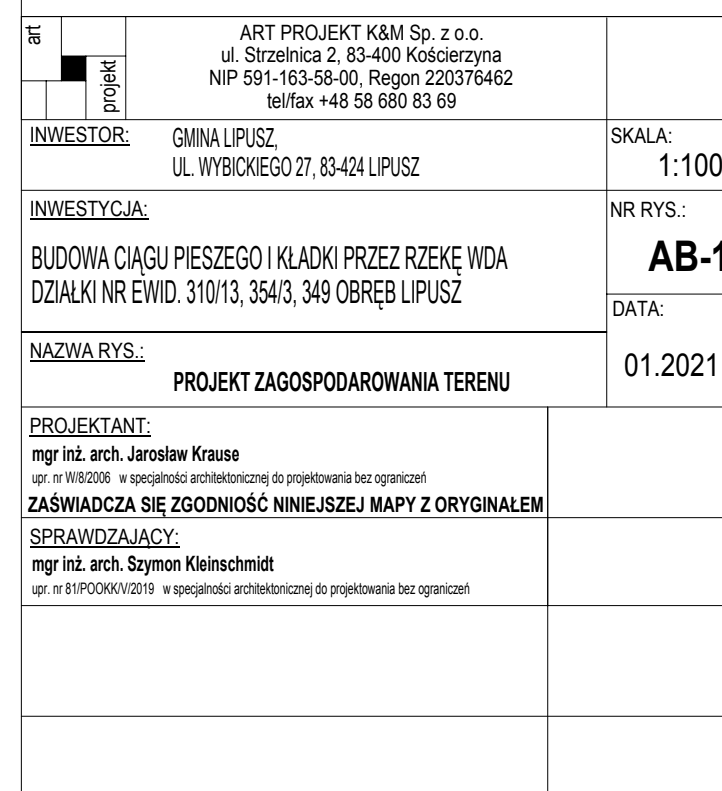 art
projekt
ART PROJEKT K&M Sp. z o.o.
ul. Strzelnica 2, 83-400 Kościerzyna
NIP 591-163-58-00, Regon 220376462
tel/fax +48 58 680 83 69
INWESTOR:
GMINA LIPUSZ,
UL. WYBICKIEGO 27, 83-424 LIPUSZ
SKALA:
1:100
INWESTYCJA:
BUDOWA CIĄGU PIESZEGO I KŁADKI PRZEZ RZEKĘ WDA
DZIAŁKI NR EWID. 310/13, 354/3, 349 OBRĘB LIPUSZ
NR RYS.:
AB-1
DATA:
01.2021
NAZWA RYS.:
PROJEKT ZAGOSPODAROWANIA TERENU
PROJEKTANT:
mgr inż. arch. Jarosław Krause
upr. nr W/8/2006 w specjalności architektonicznej do projektowania bez ograniczeń
ZAŚWIADCZA SIĘ ZGODNIOŚĆ NINIEJSZEJ MAPY Z ORYGINAŁEM
SPRAWDZAJĄCY:
mgr inż. arch. Szymon Kleinschmidt
upr. nr 81/POOKK/V/2019 w specjalności architektonicznej do projektowania bez ograniczeń